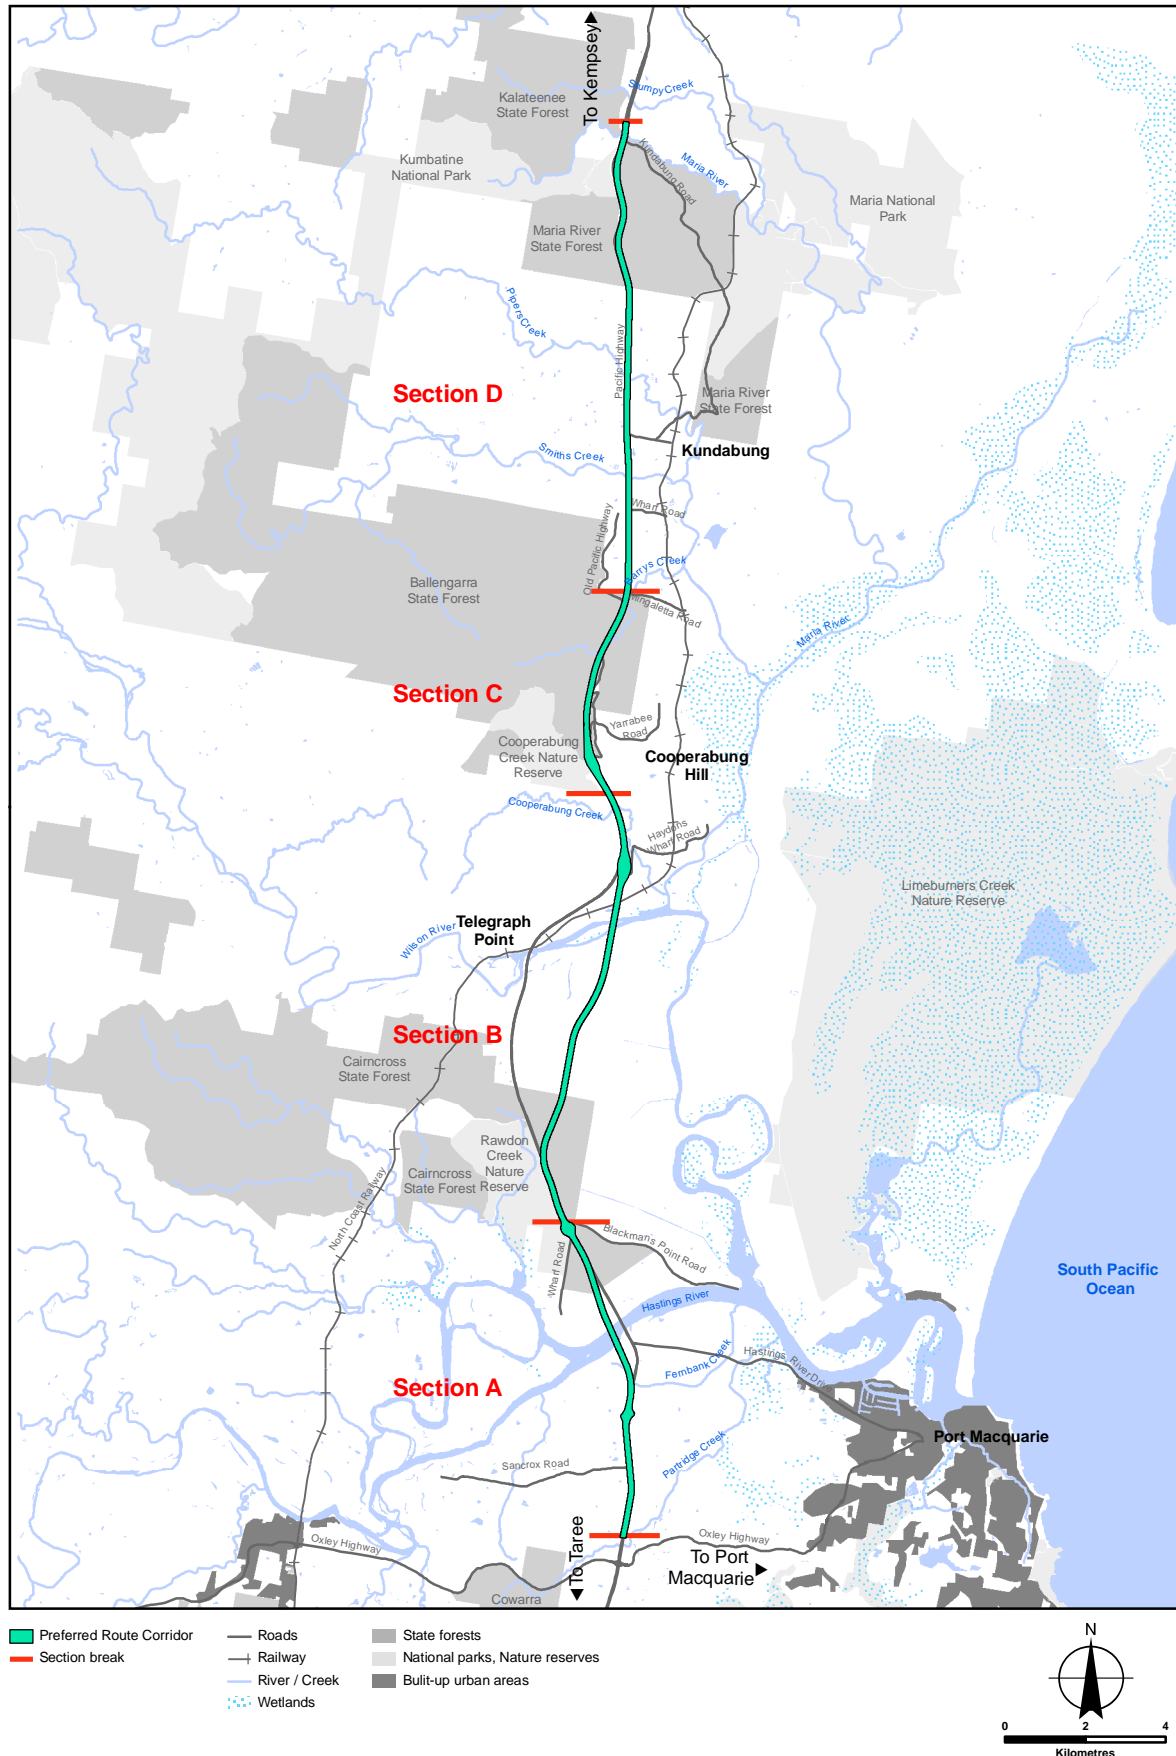 To Kempsey
Stumpy Creek
Kalateenee
State Forest
Kundabung Road
Maria River
Kumbatine
National Park
Maria National
Park
Maria River
State Forest
Pipers Creek
Pacific Highway
Section D
Maria River
State Forest
Smiths Creek
Kundabung
Wharf Road
Old Pacific Highway
Barrys Creek
Ballengarra
State Forest
Mingaletta Road
Maria River
Section C
Yarrabee
Road
Cooperabung
Creek Nature
Reserve
Cooperabung
Hill
Cooperabung Creek
Haydons
Wharf Road
Limeburners Creek
Nature Reserve
Telegraph
Point
Wilson River
Section B
Cairncross
State Forest
Rawdon
Creek
Nature
Reserve
Cairncross
State Forest
North Coast Railway
Blackmans Point Road
Wharf Road
South Pacific
Ocean
Hastings River
Hastings River Drive
Fernbank Creek
Section A
Port Macquarie
Partridge Creek
Sancrox Road
Oxley Highway
Oxley Highway
To Taree
To Port
Macquarie
Cowarra
Preferred Route Corridor
Section break
Roads
Railway
River / Creek
Wetlands
State forests
National parks, Nature reserves
Bulit-up urban areas
N
0 2 4
Kilometres